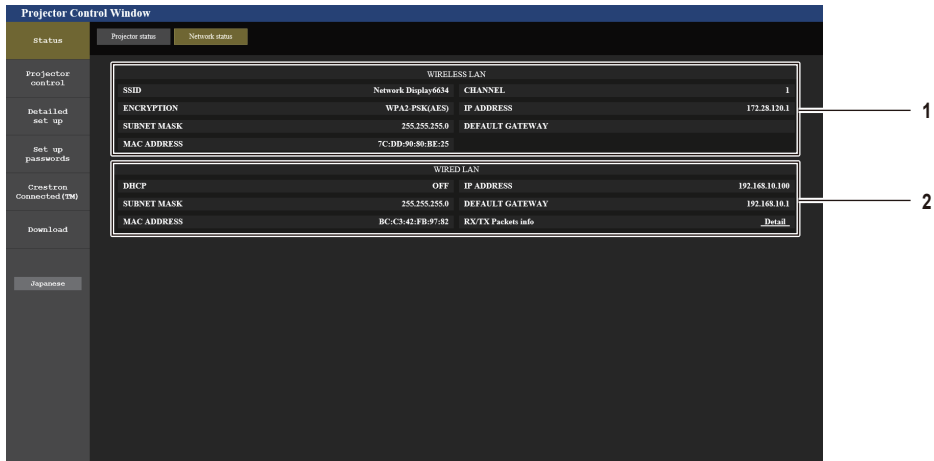 Projector Control Window
Status
Projector status
Network status
Projector
control
Detailed
set up
Set up
passwords
Crestron
Connected(TM)
Download
Japanese
WIRELESS LAN
SSID Network Display6634 CHANNEL 1
ENCRYPTION WPA2-PSK(AES) IP ADDRESS 172.28.120.1
SUBNET MASK 255.255.255.0 DEFAULT GATEWAY
MAC ADDRESS 7C:DD:90:80:BE:25
1
WIRED LAN
DHCP OFF IP ADDRESS 192.168.10.100
SUBNET MASK 255.255.255.0 DEFAULT GATEWAY 192.168.10.1
MAC ADDRESS BC:C3:42:FB:97:82 RX/TX Packets info Detail
2